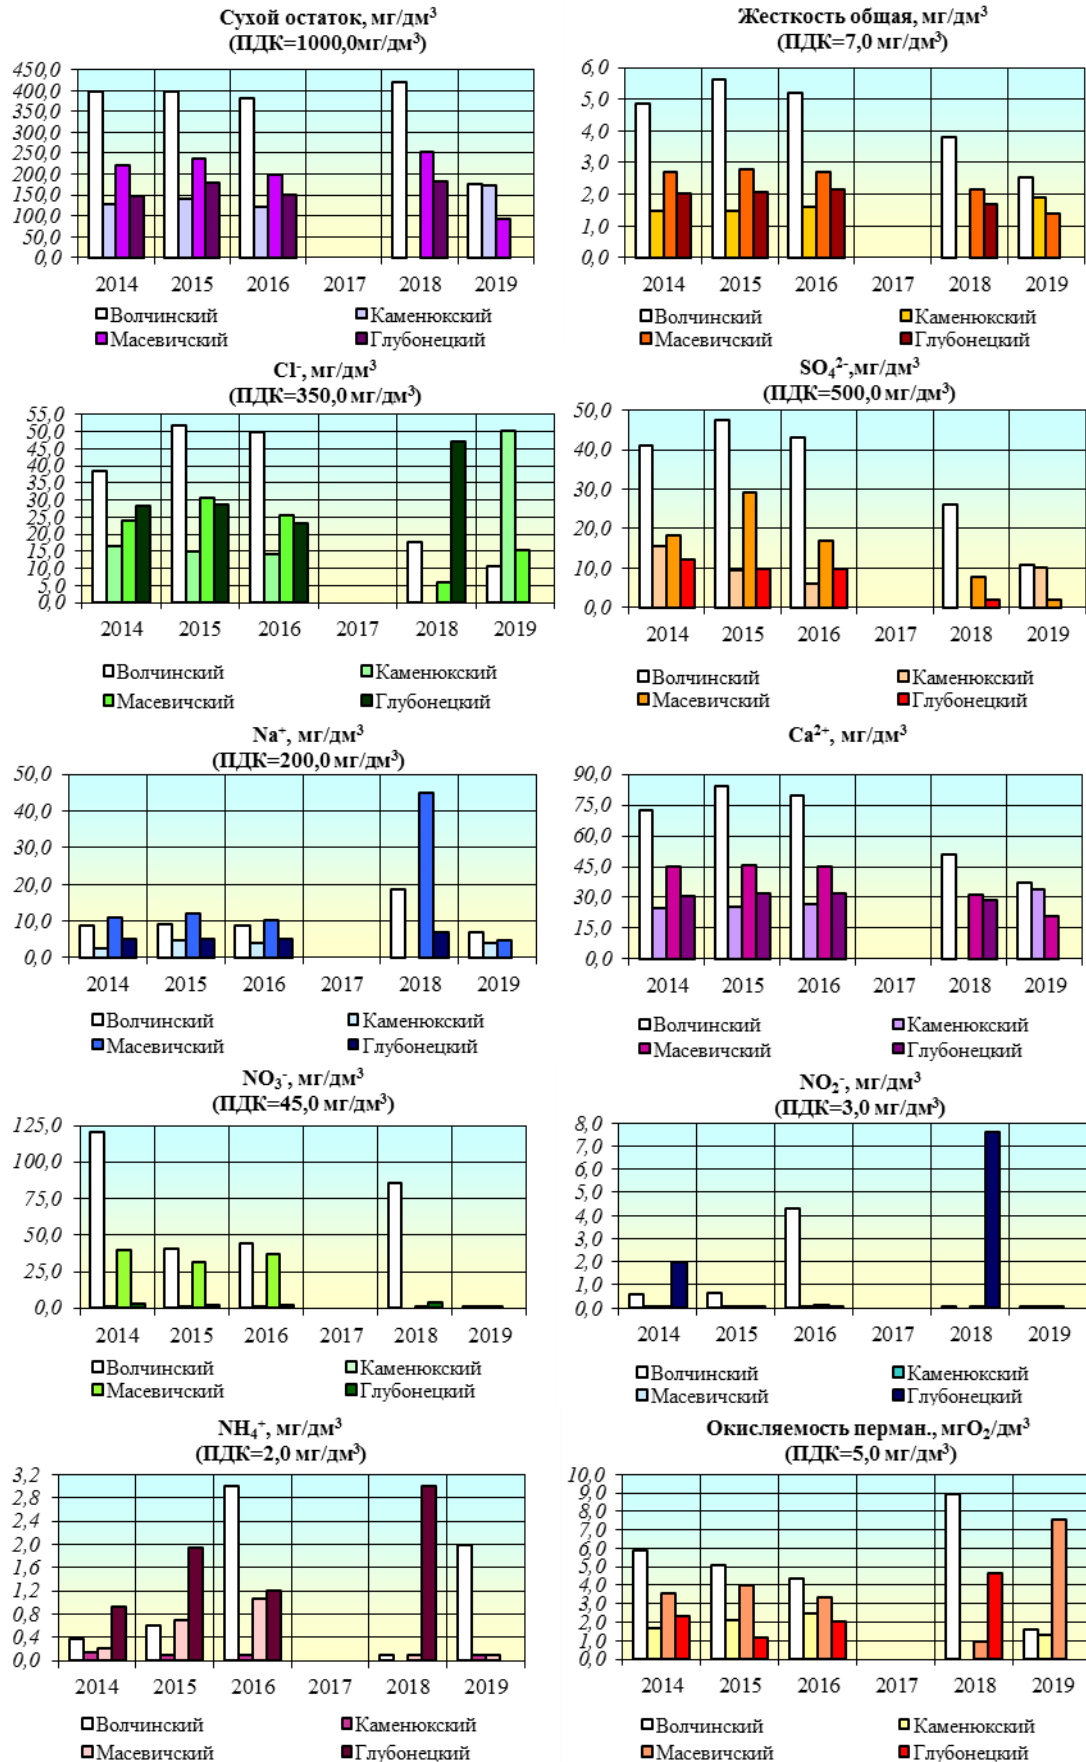 Сухой остаток, мг/дм³
(ПДК=1000,0мг/дм³)
450,0
400,0
350,0
300,0
250,0
200,0
150,0
100,0
50,0
0,0
2014 2015 2016 2017 2018 2019
Волчинский Каменюкский
Масевичский Глубонецкий
Жесткость общая, мг/дм³
(ПДК=7,0 мг/дм³)
6,0
5,0
4,0
3,0
2,0
1,0
0,0
2014 2015 2016 2017 2018 2019
Волчинский Каменюкский
Масевичский Глубонецкий
Cl⁻, мг/дм³
(ПДК=350,0 мг/дм³)
55,0
50,0
45,0
40,0
35,0
30,0
25,0
20,0
15,0
10,0
5,0
0,0
2014 2015 2016 2017 2018 2019
Волчинский Каменюкский
Масевичский Глубонецкий
SO₄²⁻,мг/дм³
(ПДК=500,0 мг/дм³)
50,0
40,0
30,0
20,0
10,0
0,0
2014 2015 2016 2017 2018 2019
Волчинский Каменюкский
Масевичский Глубонецкий
Na⁺, мг/дм³
(ПДК=200,0 мг/дм³)
50,0
40,0
30,0
20,0
10,0
0,0
2014 2015 2016 2017 2018 2019
Волчинский Каменюкский
Масевичский Глубонецкий
Ca²⁺, мг/дм³
90,0
75,0
60,0
45,0
30,0
15,0
0,0
2014 2015 2016 2017 2018 2019
Волчинский Каменюкский
Масевичский Глубонецкий
NO₃⁻, мг/дм³
(ПДК=45,0 мг/дм³)
125,0
100,0
75,0
50,0
25,0
0,0
2014 2015 2016 2017 2018 2019
Волчинский Каменюкский
Масевичский Глубонецкий
NO₂⁻, мг/дм³
(ПДК=3,0 мг/дм³)
8,0
7,0
6,0
5,0
4,0
3,0
2,0
1,0
0,0
2014 2015 2016 2017 2018 2019
Волчинский Каменюкский
Масевичский Глубонецкий
NH₄⁺, мг/дм³
(ПДК=2,0 мг/дм³)
3,2
2,8
2,4
2,0
1,6
1,2
0,8
0,4
0,0
2014 2015 2016 2017 2018 2019
Волчинский Каменюкский
Масевичский Глубонецкий
Окисляемость перман., мгО₂/дм³
(ПДК=5,0 мг/дм³)
10,0
9,0
8,0
7,0
6,0
5,0
4,0
3,0
2,0
1,0
0,0
2014 2015 2016 2017 2018 2019
Волчинский Каменюкский
Масевичский Глубонецкий